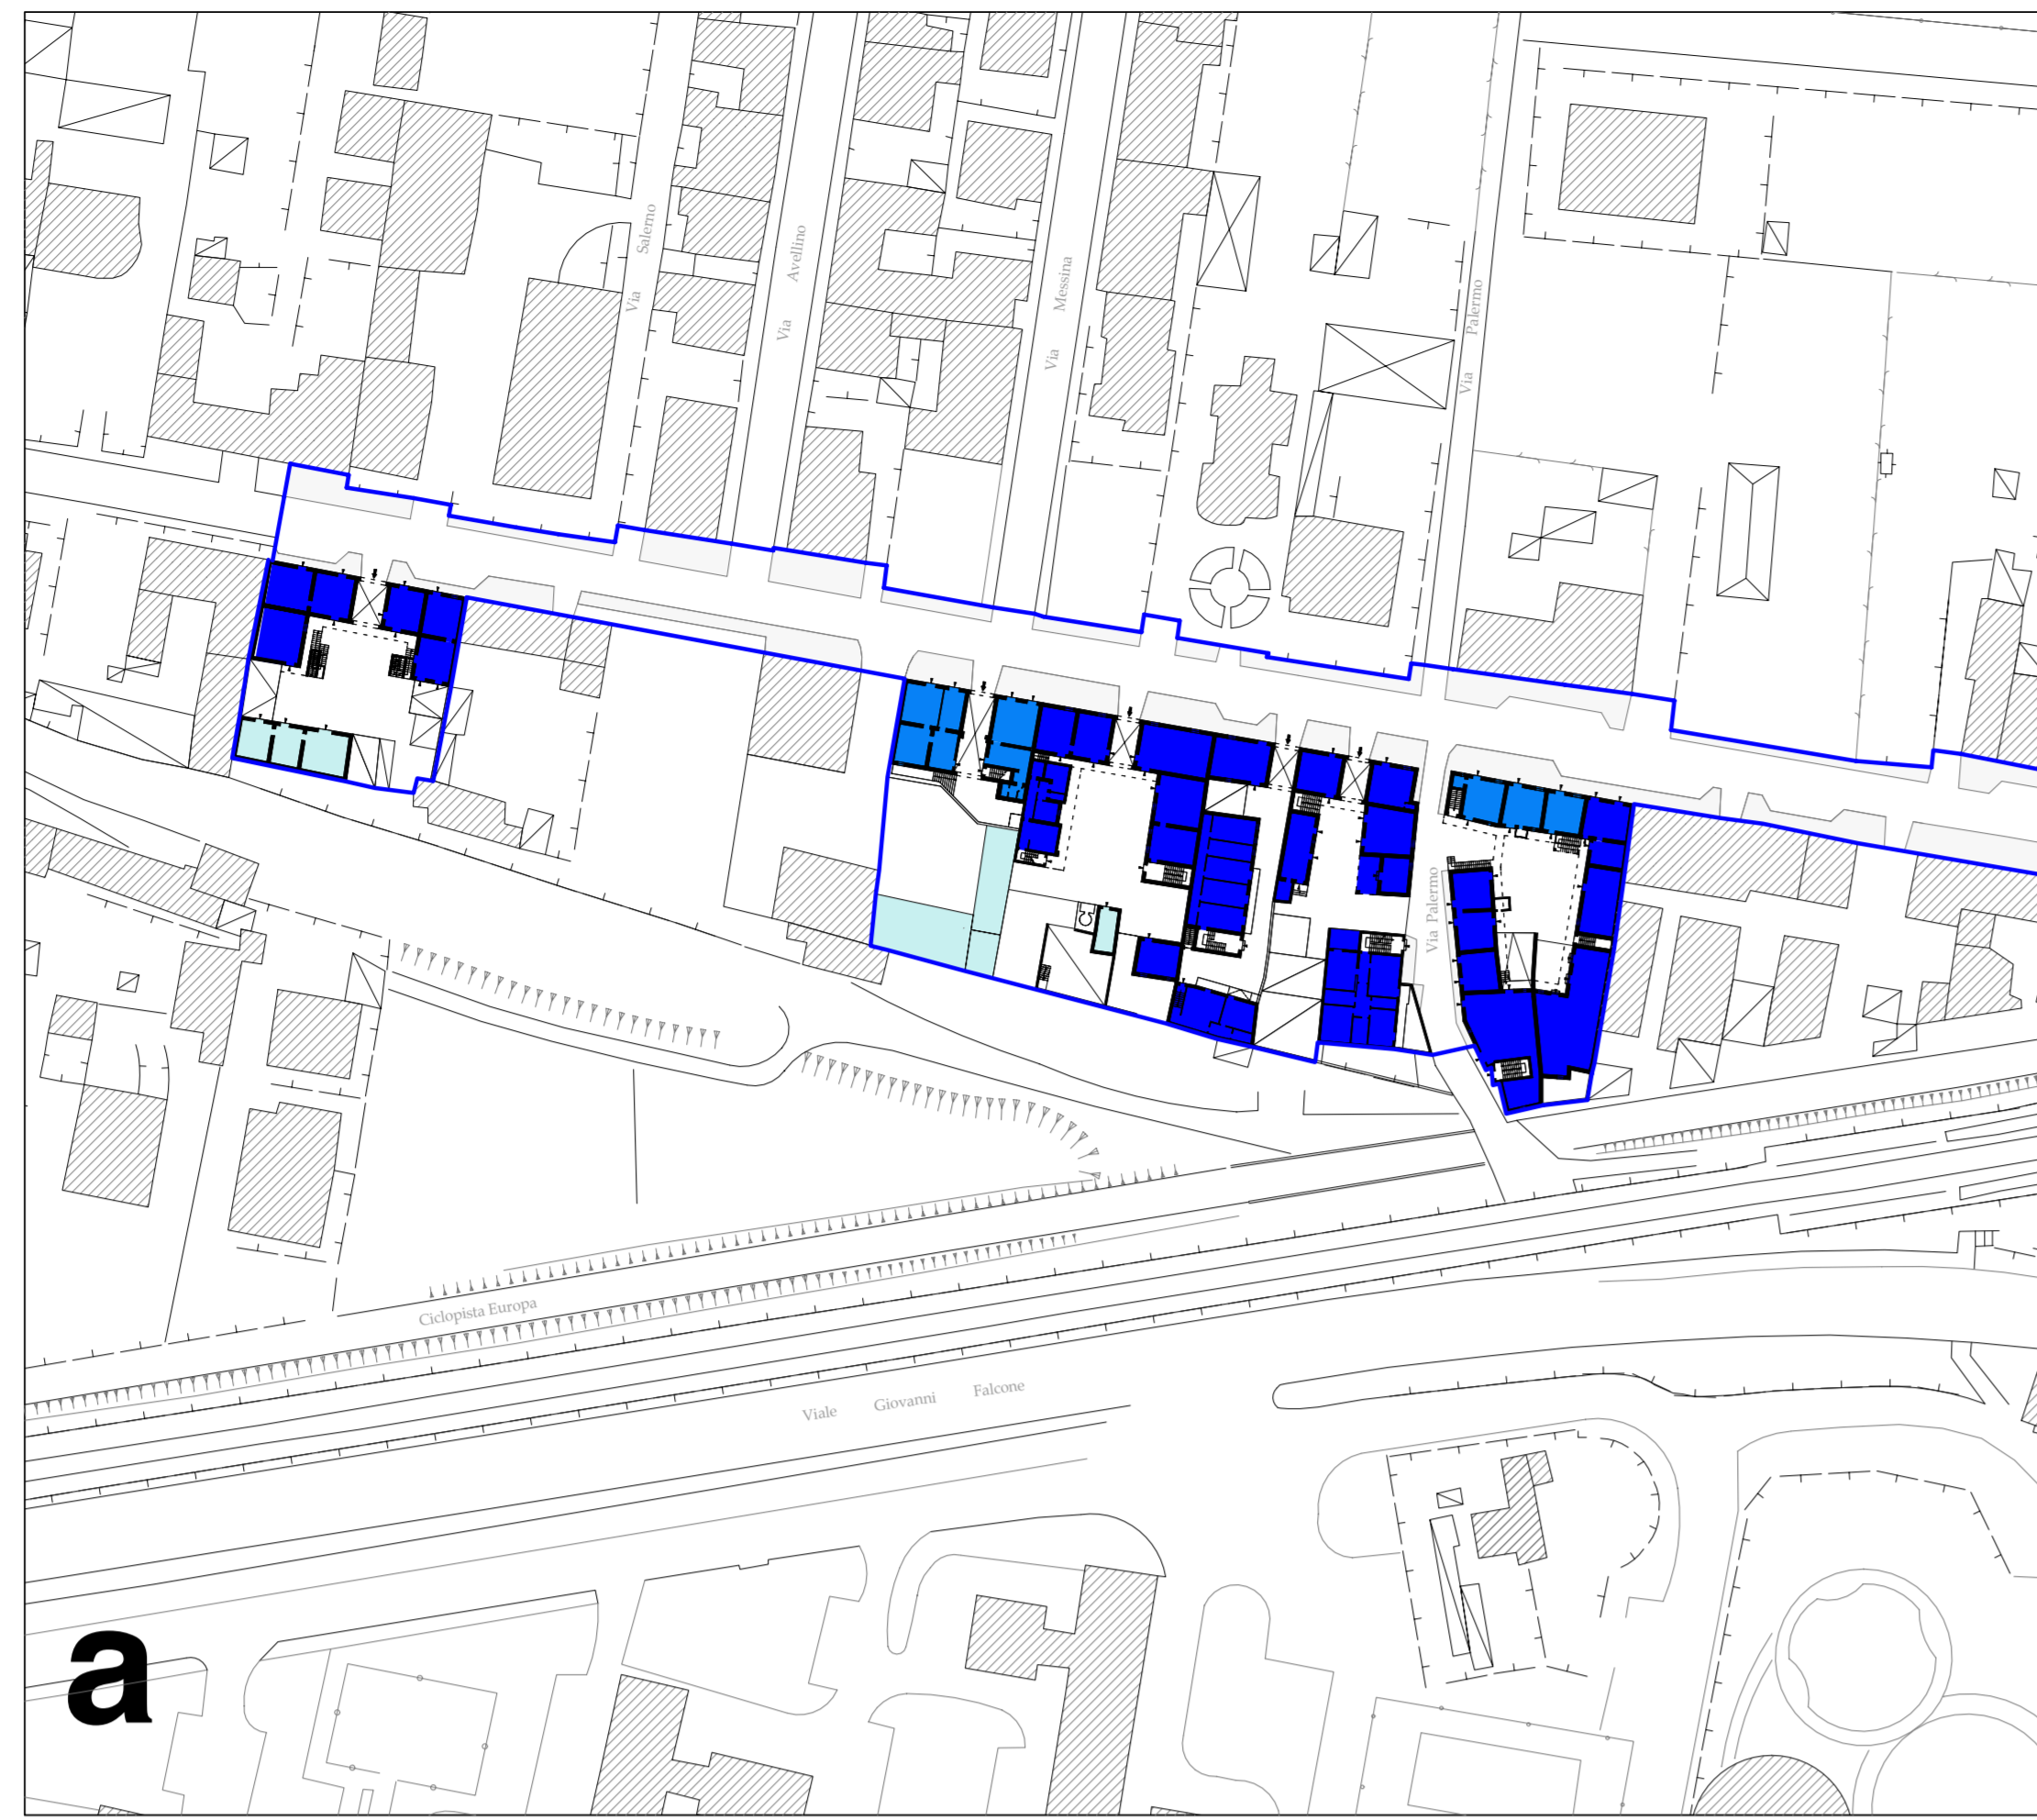 Via Salerno
Via Avellino
Via Messina
Via Palermo
Via Palermo
Ciclopista Europa
Viale Giovanni Falcone
a